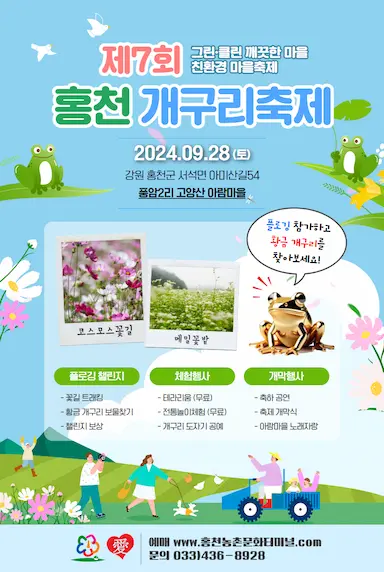 제7회
그린·클린 깨끗한 마을
친환경 마을축제
홍천 개구리축제
2024.09.28 (토)
강원 홍천군 서석면 아미산길54
풍암2리 고양산 아람마을
플로깅 참가하고
황금 개구리를
찾아보세요!
코스모스꽃길
메밀꽃밭
플로깅 챌린지
- 꽃길 트래킹
- 황금 개구리 보물찾기
- 챌린지 보상
체험행사
- 테라리움 (무료)
- 전통놀이체험 (무료)
- 개구리 도자기 공예
개막행사
- 축하 공연
- 축제 개막식
- 아람마을 노래자랑
愛
예매 www.홍천농촌문화터미널.com
문의 033)436-8928